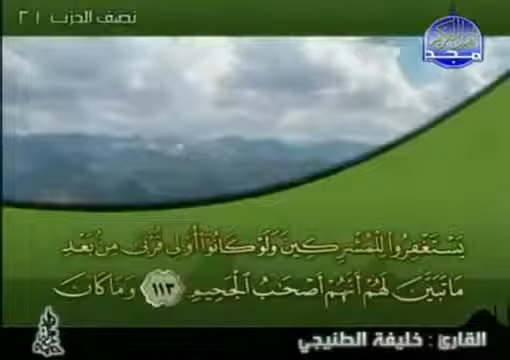 نصف الحزب ٢١
مجد
يَسْتَغْفِرُوا لِلْمُشْرِكِينَ وَلَوْ كَانُوٓا۟ أُو۟لِى قُرْبَىٰ مِنۢ بَعْدِ
مَا تَبَيَّنَ لَهُمْ أَنَّهُمْ أَصْحَٰبُ ٱلْجَحِيمِ ١١٣ وَمَا كَانَ
القارئ : خليفة الطنيجي